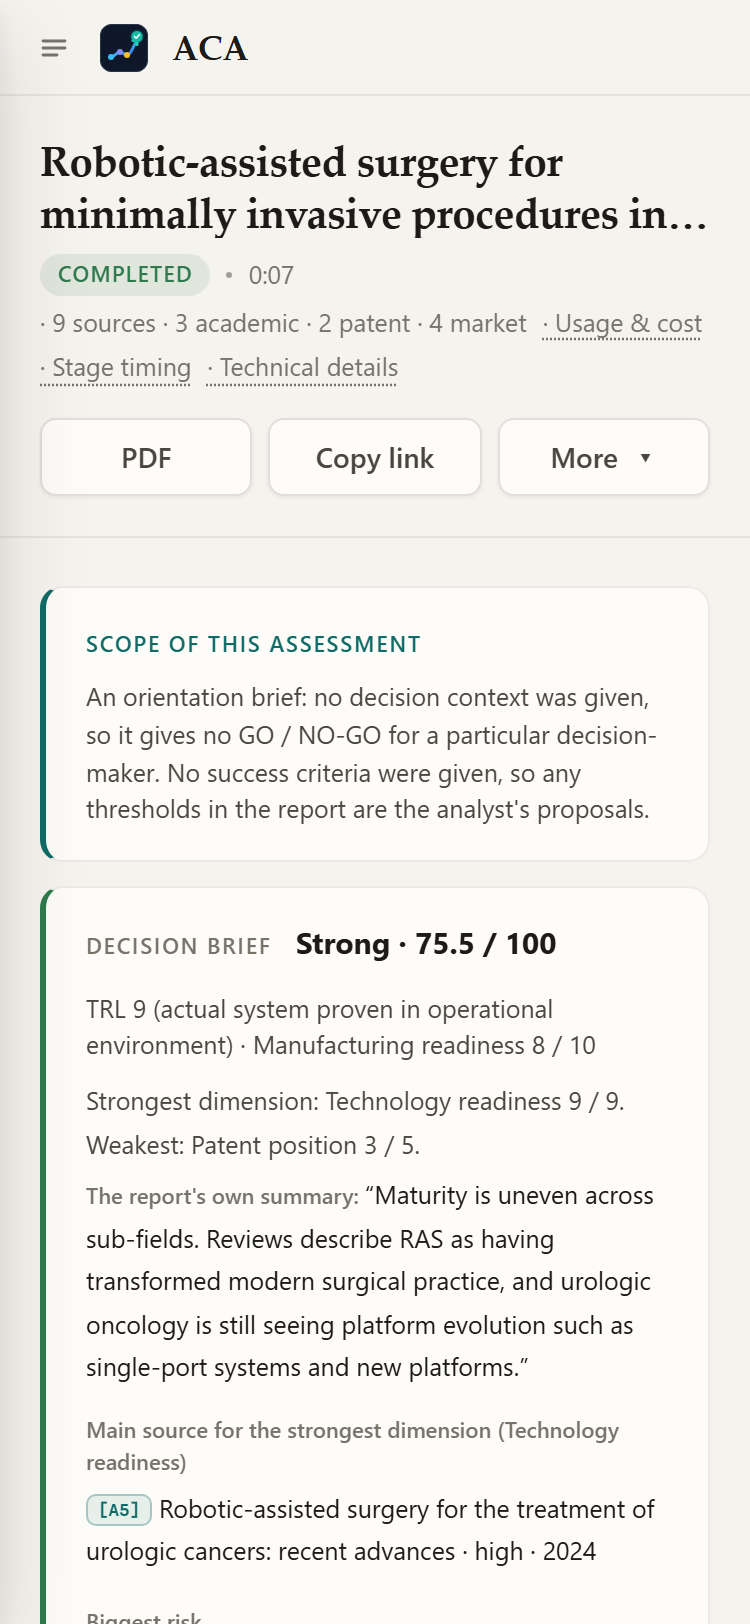 ACA
Robotic-assisted surgery for
minimally invasive procedures in…
COMPLETED • 0:07
· 9 sources · 3 academic · 2 patent · 4 market · Usage & cost
· Stage timing · Technical details
PDF
Copy link
More ▼
SCOPE OF THIS ASSESSMENT
An orientation brief: no decision context was given,
so it gives no GO / NO-GO for a particular decision-
maker. No success criteria were given, so any
thresholds in the report are the analyst's proposals.
DECISION BRIEF Strong · 75.5 / 100
TRL 9 (actual system proven in operational
environment) · Manufacturing readiness 8 / 10
Strongest dimension: Technology readiness 9 / 9.
Weakest: Patent position 3 / 5.
The report's own summary: “Maturity is uneven across
sub-fields. Reviews describe RAS as having
transformed modern surgical practice, and urologic
oncology is still seeing platform evolution such as
single-port systems and new platforms.”
Main source for the strongest dimension (Technology
readiness)
[A5] Robotic-assisted surgery for the treatment of
urologic cancers: recent advances · high · 2024
Biggest risk